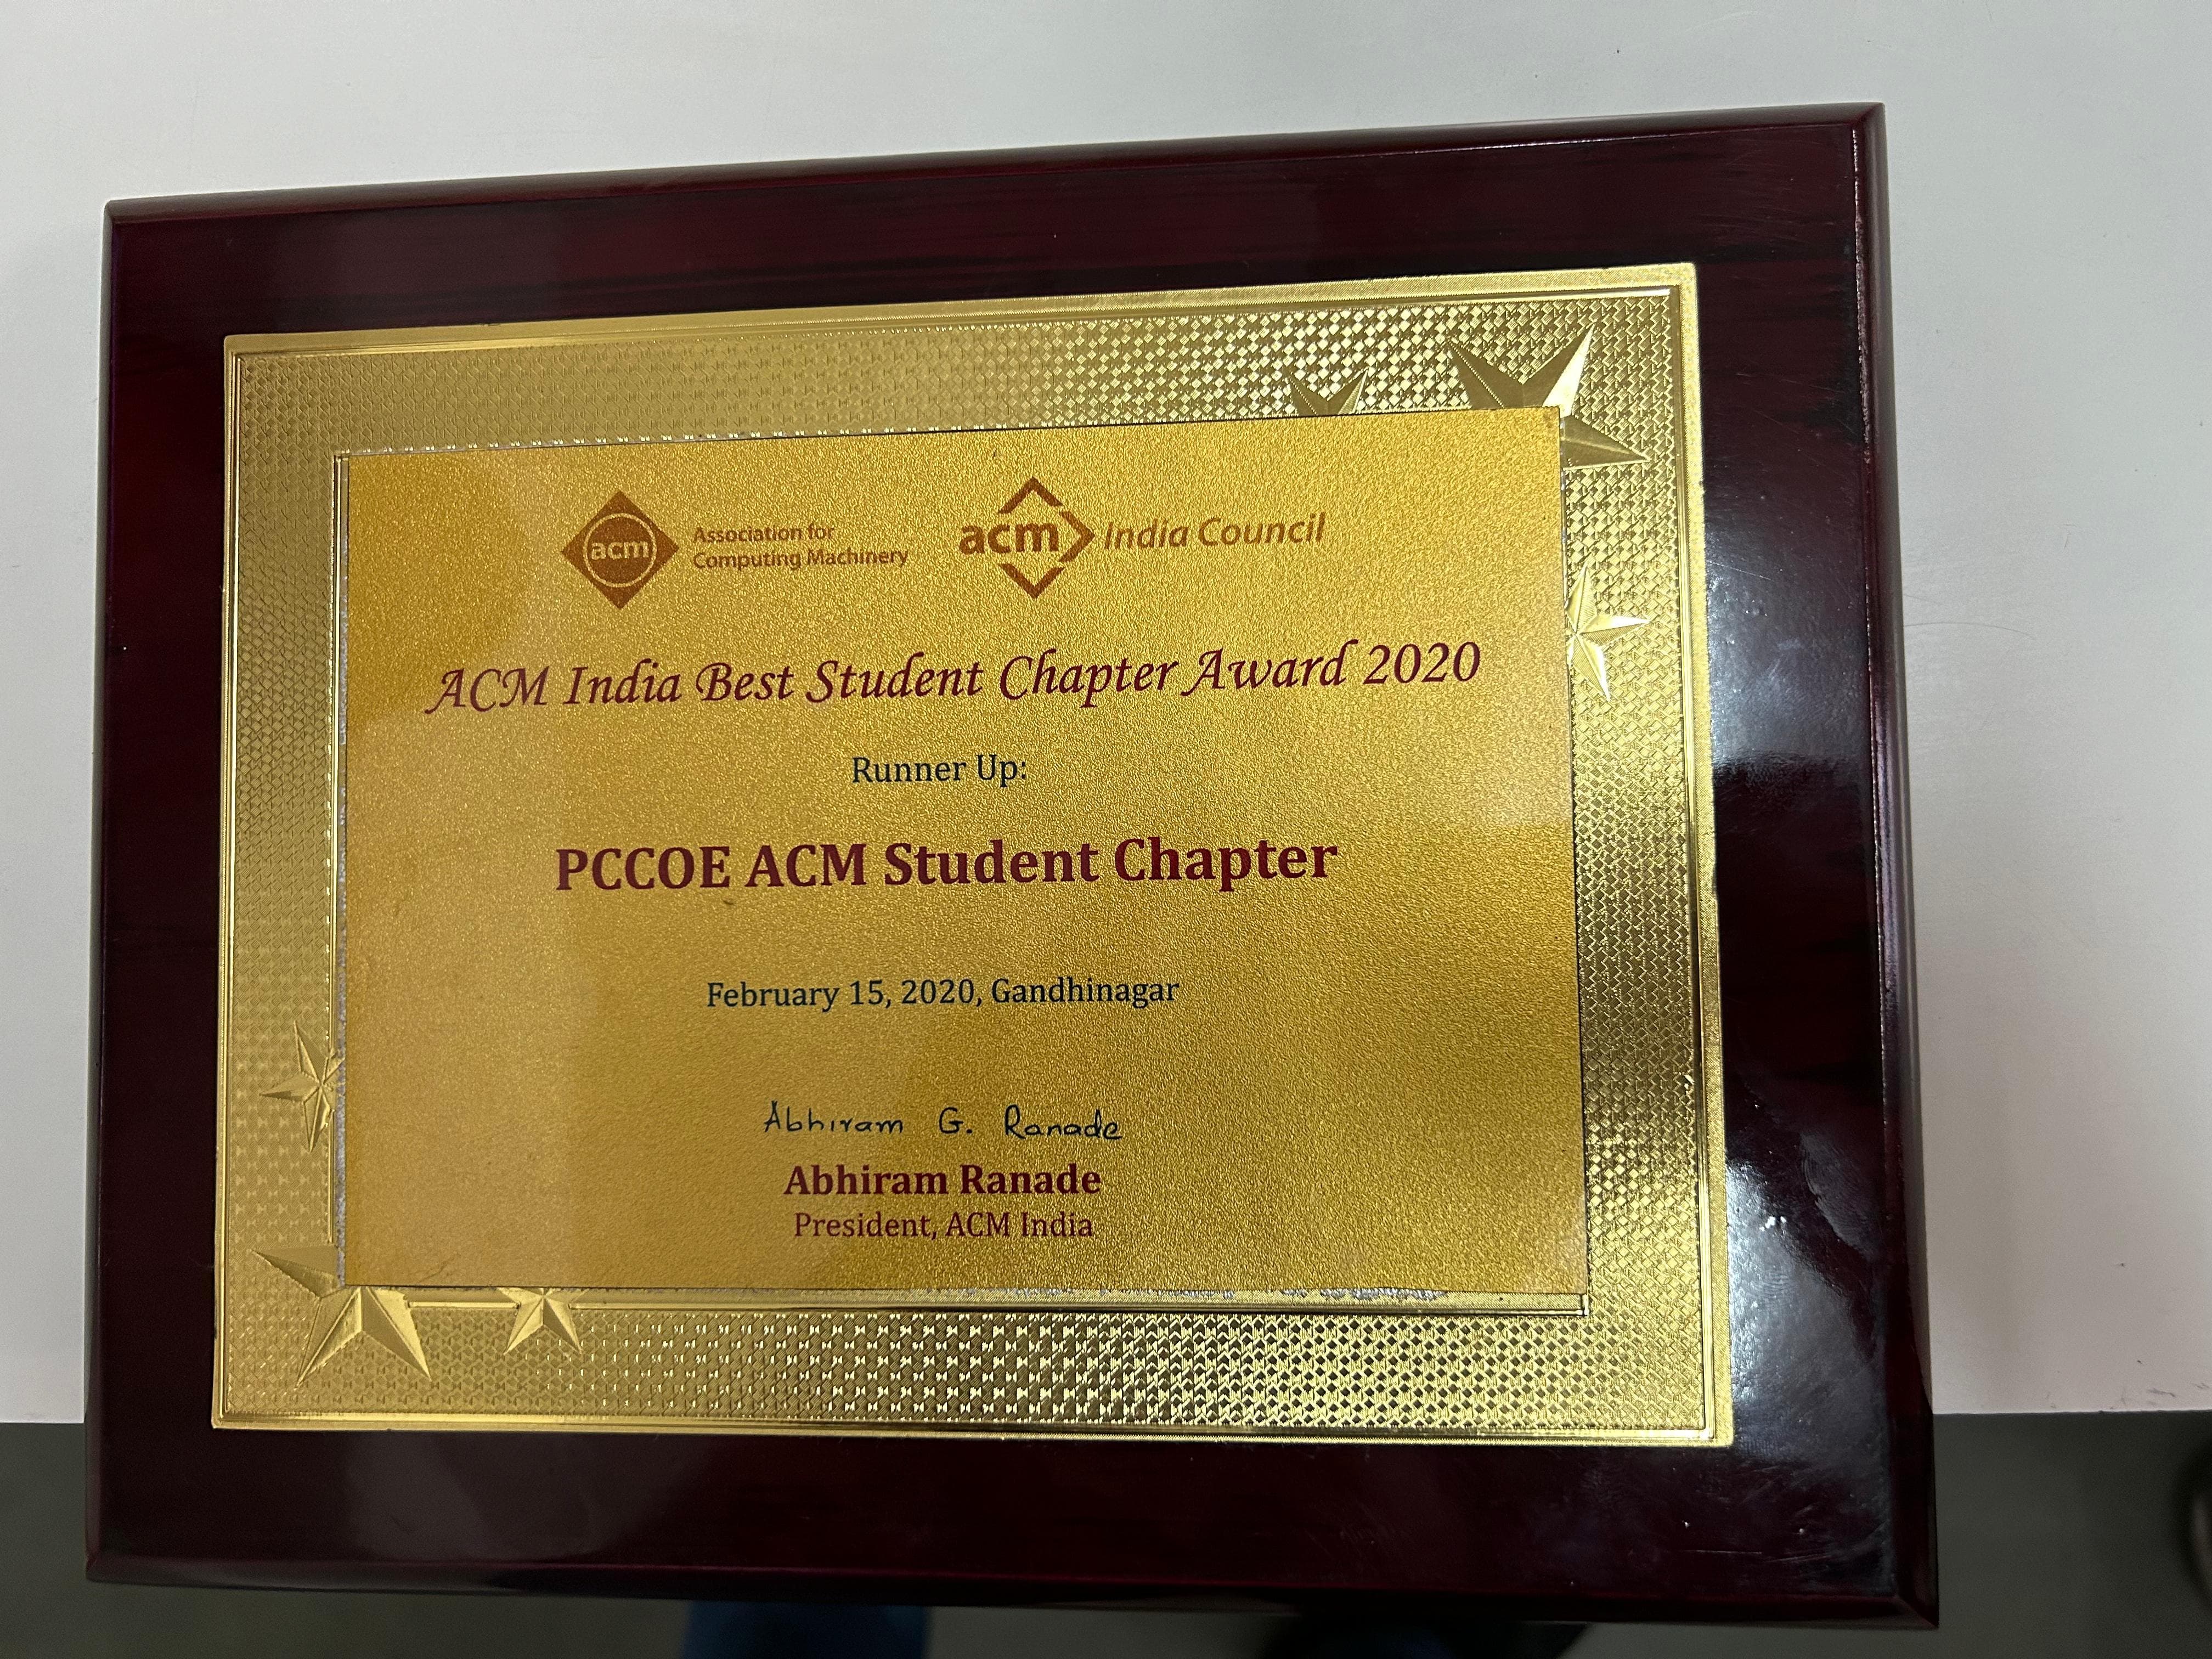 acm
Association for
Computing Machinery
acm India Council
ACM India Best Student Chapter Award 2020
Runner Up:
PCCOE ACM Student Chapter
February 15, 2020, Gandhinagar
Abhiram G. Ranade
Abhiram Ranade
President, ACM India